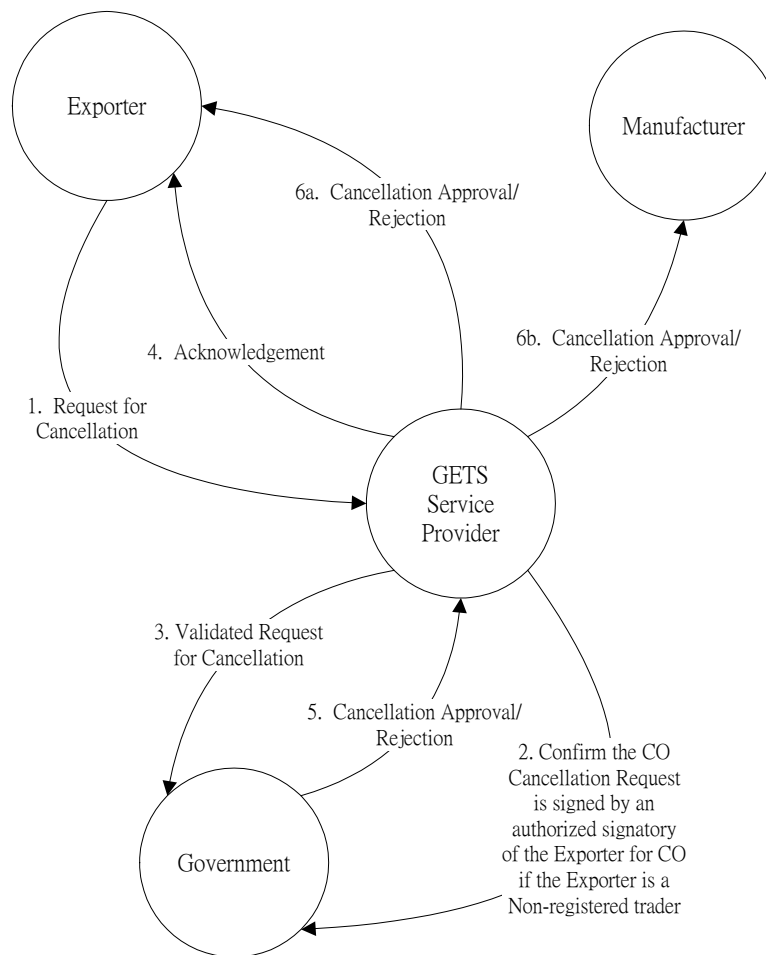 Exporter
Manufacturer
6a. Cancellation Approval/
Rejection
4. Acknowledgement
6b. Cancellation Approval/
Rejection
1. Request for
Cancellation
GETS
Service
Provider
3. Validated Request
for Cancellation
5. Cancellation Approval/
Rejection
2. Confirm the CO
Cancellation Request
is signed by an
authorized signatory
of the Exporter for CO
if the Exporter is a
Non-registered trader
Government